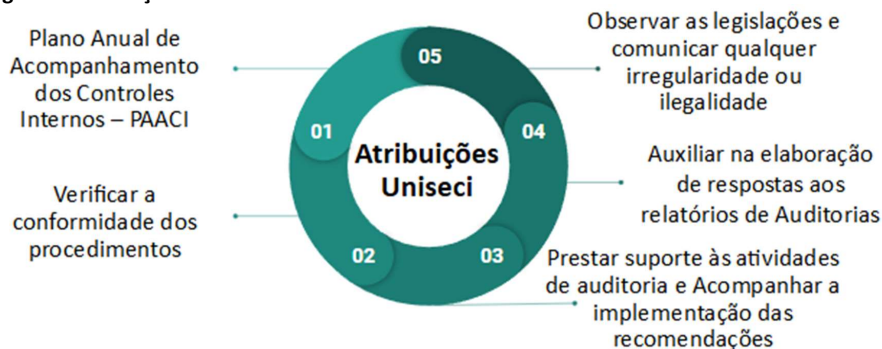 Plano Anual de
Acompanhamento
dos Controles
Internos – PAACI
Verificar a
conformidade dos
procedimentos
Atribuições
Uniseci
01
02
03
04
05
Observar as legislações e
comunicar qualquer
irregularidade ou
ilegalidade
Auxiliar na elaboração
de respostas aos
relatórios de Auditorias
Prestar suporte às atividades
de auditoria e Acompanhar a
implementação das
recomendações